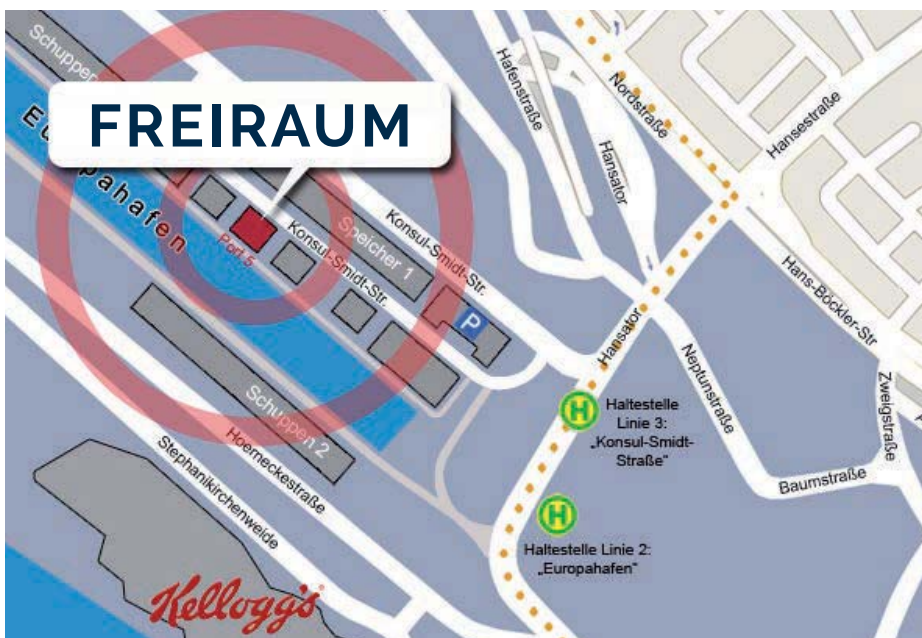 Schuppen
FREIRAUM
Europahafen
Port 5
Konsul-Smidt-Str.
Speicher 1
Konsul-Smidt-Str.
P
Schuppen 2
Hoerneckestraße
Stephanikirchenweide
Kellogg's
Hafenstraße
Hansator
Nordstraße
Hansestraße
Hans-Böckler-Str
Hansator
Neptunstraße
Zweigstraße
Baumstraße
H
Haltestelle
Linie 3:
„Konsul-Smidt-
Straße"
H
Haltestelle Linie 2:
„Europahafen"